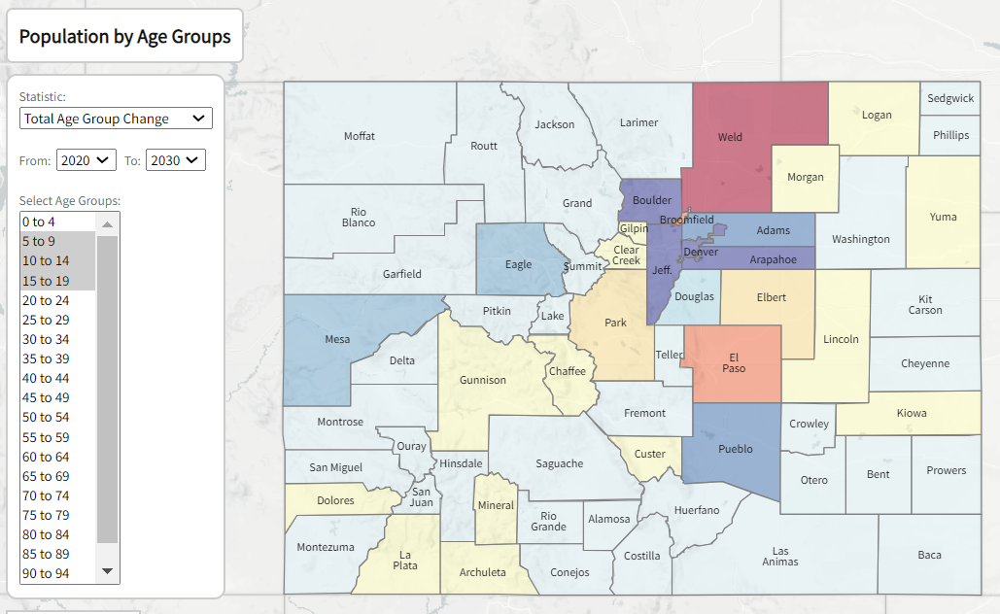 Population by Age Groups
Statistic:
Total Age Group Change
From: 2020 To: 2030
Select Age Groups:
0 to 4
5 to 9
10 to 14
15 to 19
20 to 24
25 to 29
30 to 34
35 to 39
40 to 44
45 to 49
50 to 54
55 to 59
60 to 64
65 to 69
70 to 74
75 to 79
80 to 84
85 to 89
90 to 94
Moffat
Routt
Jackson
Larimer
Weld
Logan
Sedgwick
Phillips
Morgan
Rio
Blanco
Grand
Boulder
Broomfield
Gilpin
Adams
Washington
Yuma
Garfield
Eagle
Summit
Clear
Creek
Jeff.
Denver
Arapahoe
Mesa
Pitkin
Lake
Park
Douglas
Elbert
Lincoln
Kit
Carson
Delta
Gunnison
Chaffee
Teller
El
Paso
Cheyenne
Montrose
Fremont
Crowley
Kiowa
Ouray
San Miguel
Hinsdale
Saguache
Custer
Pueblo
Otero
Bent
Prowers
Dolores
San
Juan
Mineral
Rio
Grande
Alamosa
Huerfano
Montezuma
La
Plata
Archuleta
Conejos
Costilla
Las
Animas
Baca